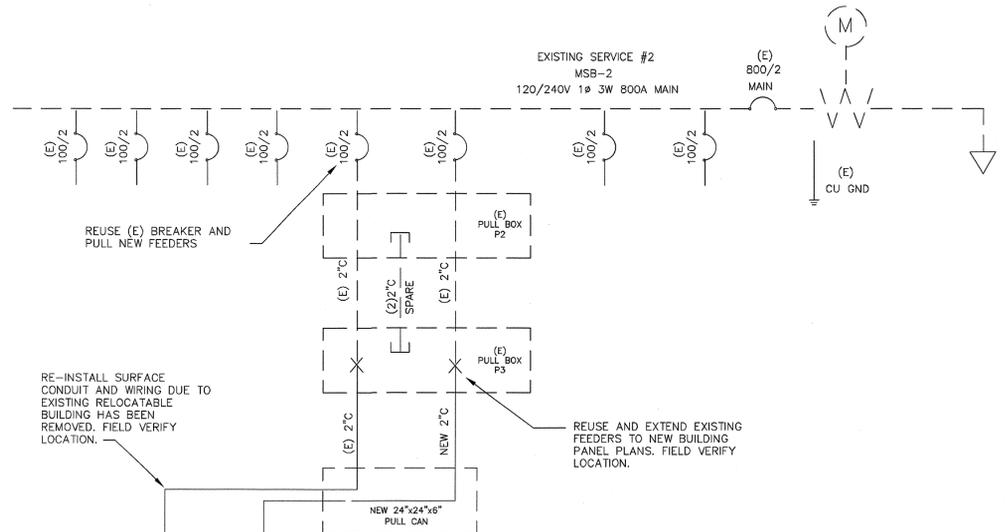 M
EXISTING SERVICE #2
MSB-2
120/240V 1ø 3W 800A MAIN
(E)
800/2
MAIN
(E)
100/2
(E)
100/2
(E)
100/2
(E)
100/2
(E)
100/2
(E)
100/2
(E)
100/2
(E)
100/2
(E)
CU GND
REUSE (E) BREAKER AND
PULL NEW FEEDERS
(E)
PULL BOX
P2
(E) 2"C
(2)2"C
SPARE
(E) 2"C
(E)
PULL BOX
P3
RE-INSTALL SURFACE
CONDUIT AND WIRING DUE TO
EXISTING RELOCATABLE
BUILDING HAS BEEN
REMOVED. FIELD VERIFY
LOCATION.
(E) 2"C
NEW 2"C
REUSE AND EXTEND EXISTING
FEEDERS TO NEW BUILDING
PANEL PLANS. FIELD VERIFY
LOCATION.
NEW 24"x24"x6"
PULL CAN